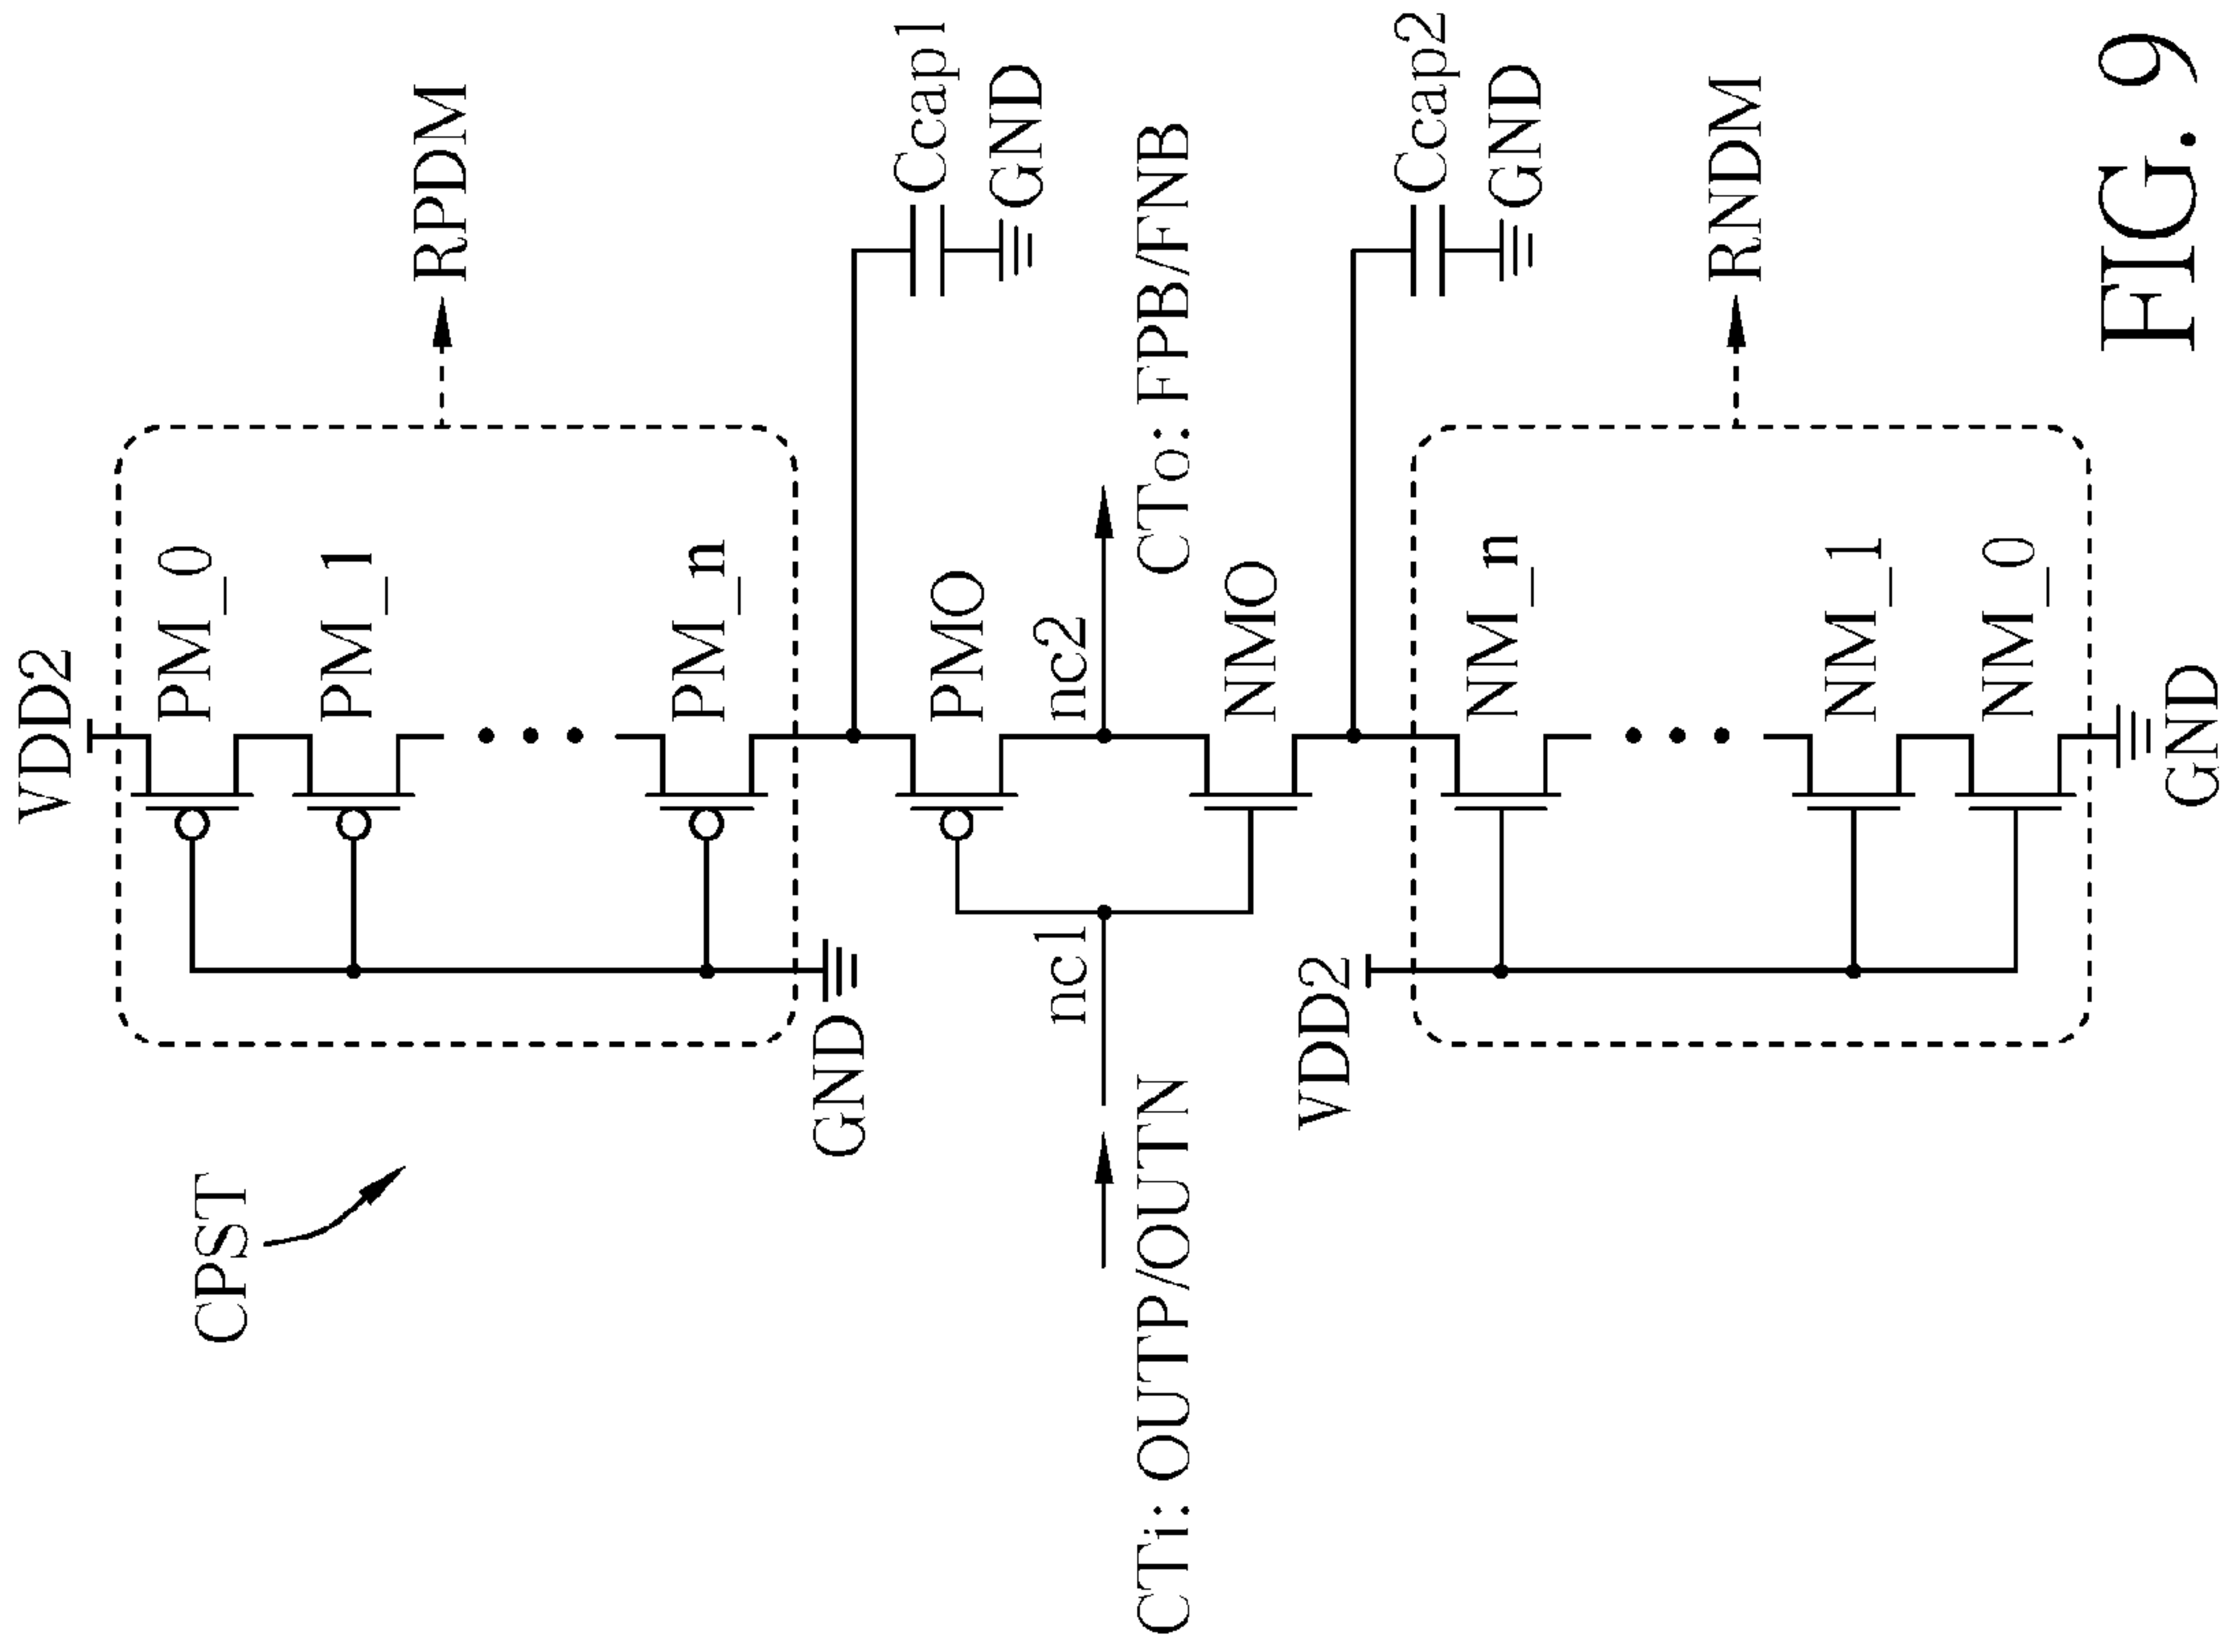 VDD2
PM_0
PM_1
PM_n
RPDM
CPST
GND
Ccap1
GND
PMO
nc1
nc2
CTi: OUTP/OUTN
CTo: FPB/FNB
NMO
Ccap2
GND
VDD2
NM_n
NM_1
NM_0
RNDM
GND
FIG. 9